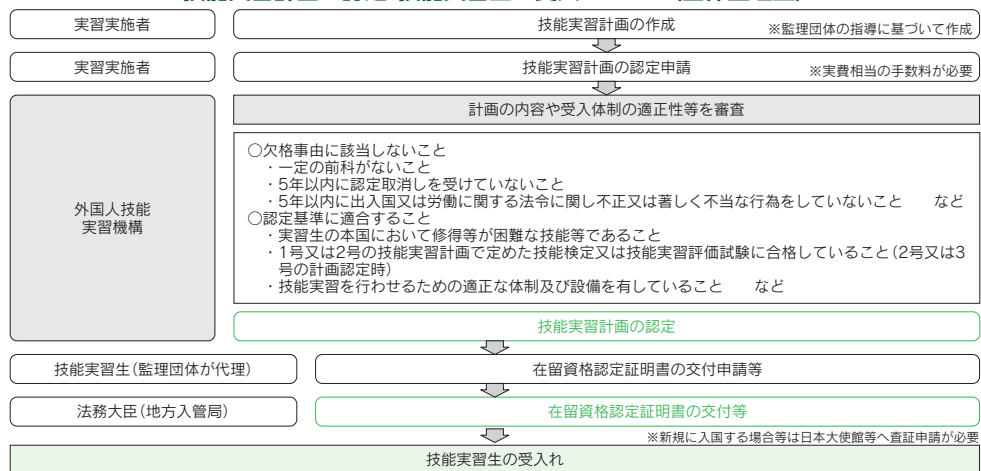 実習実施者
技能実習計画の作成
※監理団体の指導に基づいて作成
実習実施者
技能実習計画の認定申請
※実費相当の手数料が必要
外国人技能
実習機構
計画の内容や受入体制の適正性等を審査
○欠格事由に該当しないこと
・一定の前科がないこと
・5年以内に認定取消しを受けていないこと
・5年以内に出入国又は労働に関する法令に関し不正又は著しく不当な行為をしていないこと　など
○認定基準に適合すること
・実習生の本国において修得等が困難な技能等であること
・1号又は2号の技能実習計画で定めた技能検定又は技能実習評価試験に合格していること(2号又は3
号の計画認定時)
・技能実習を行わせるための適正な体制及び設備を有していること　など
技能実習計画の認定
技能実習生(監理団体が代理)
在留資格認定証明書の交付申請等
法務大臣(地方入管局)
在留資格認定証明書の交付等
※新規に入国する場合等は日本大使館等へ査証申請が必要
技能実習生の受入れ